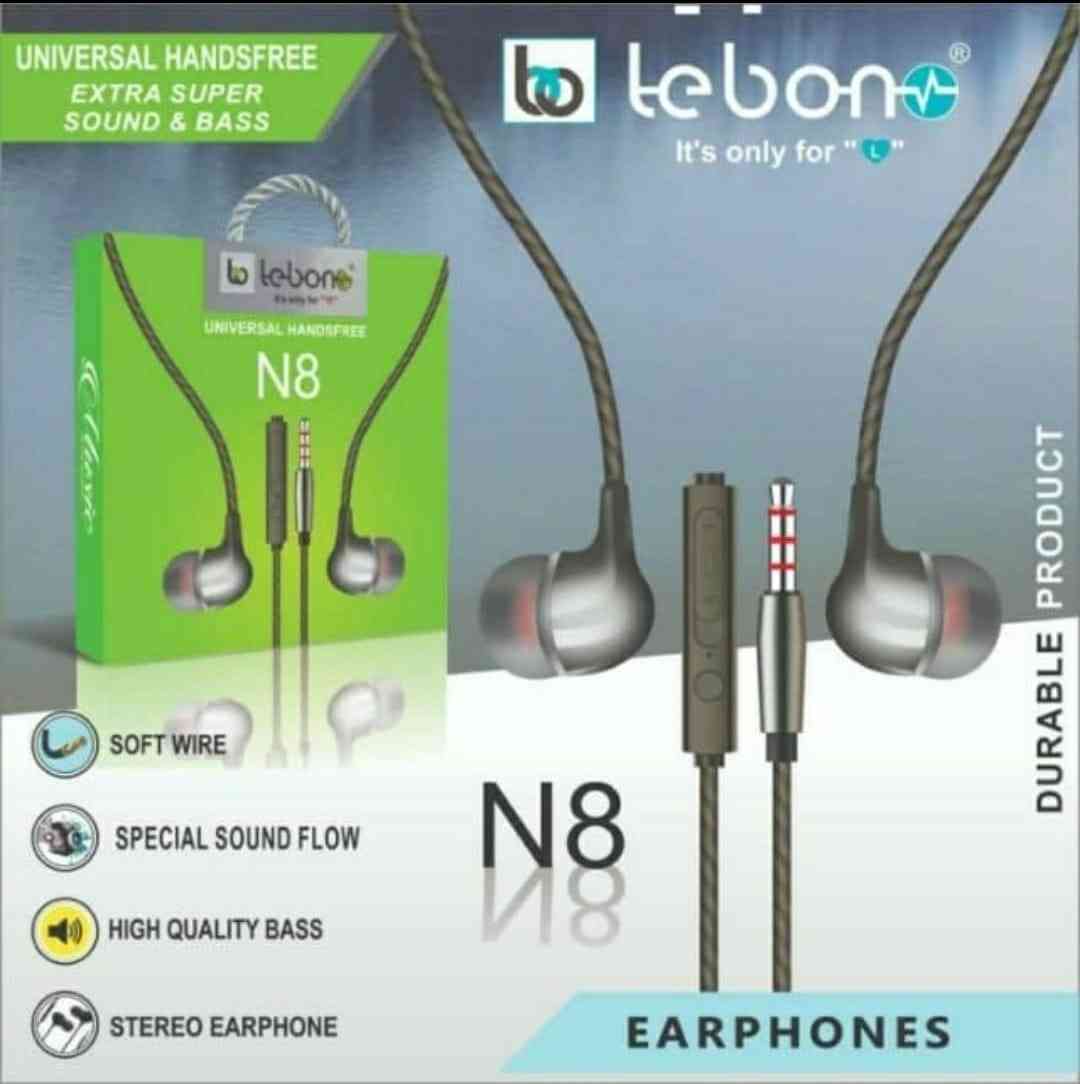 UNIVERSAL HANDSFREE
EXTRA SUPER
SOUND & BASS
lebono®
It's only for "L"
lebono
UNIVERSAL HANDSFREE
N8
Music
DURABLE PRODUCT
SOFT WIRE
SPECIAL SOUND FLOW
HIGH QUALITY BASS
STEREO EARPHONE
N8
EARPHONES